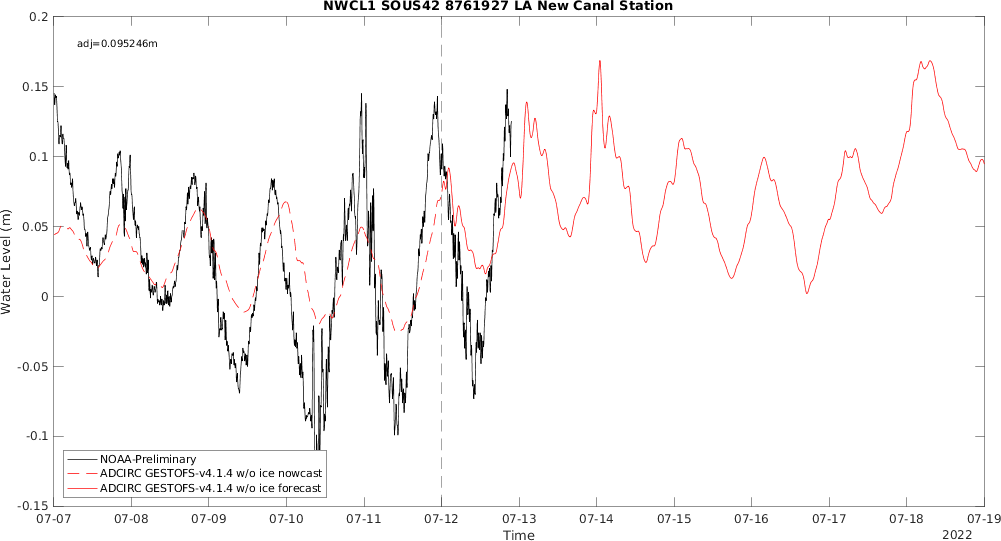 NWCL1 SOUS42 8761927 LA New Canal Station
adj=0.095246m
0.2
0.15
0.1
0.05
0
-0.05
-0.1
-0.15
Water Level (m)
NOAA-Preliminary
ADCIRC GESTOFS-v4.1.4 w/o ice nowcast
ADCIRC GESTOFS-v4.1.4 w/o ice forecast
07-07 07-08 07-09 07-10 07-11 07-12 07-13 07-14 07-15 07-16 07-17 07-18 07-19
Time
2022